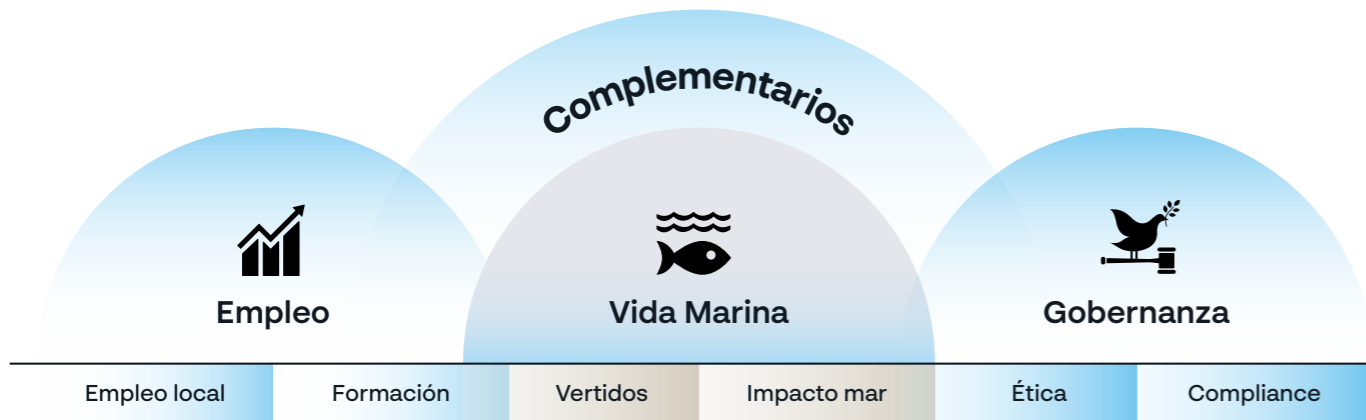 Complementarios
Empleo
Vida Marina
Gobernanza
Empleo local
Formación
Vertidos
Impacto mar
Ética
Compliance